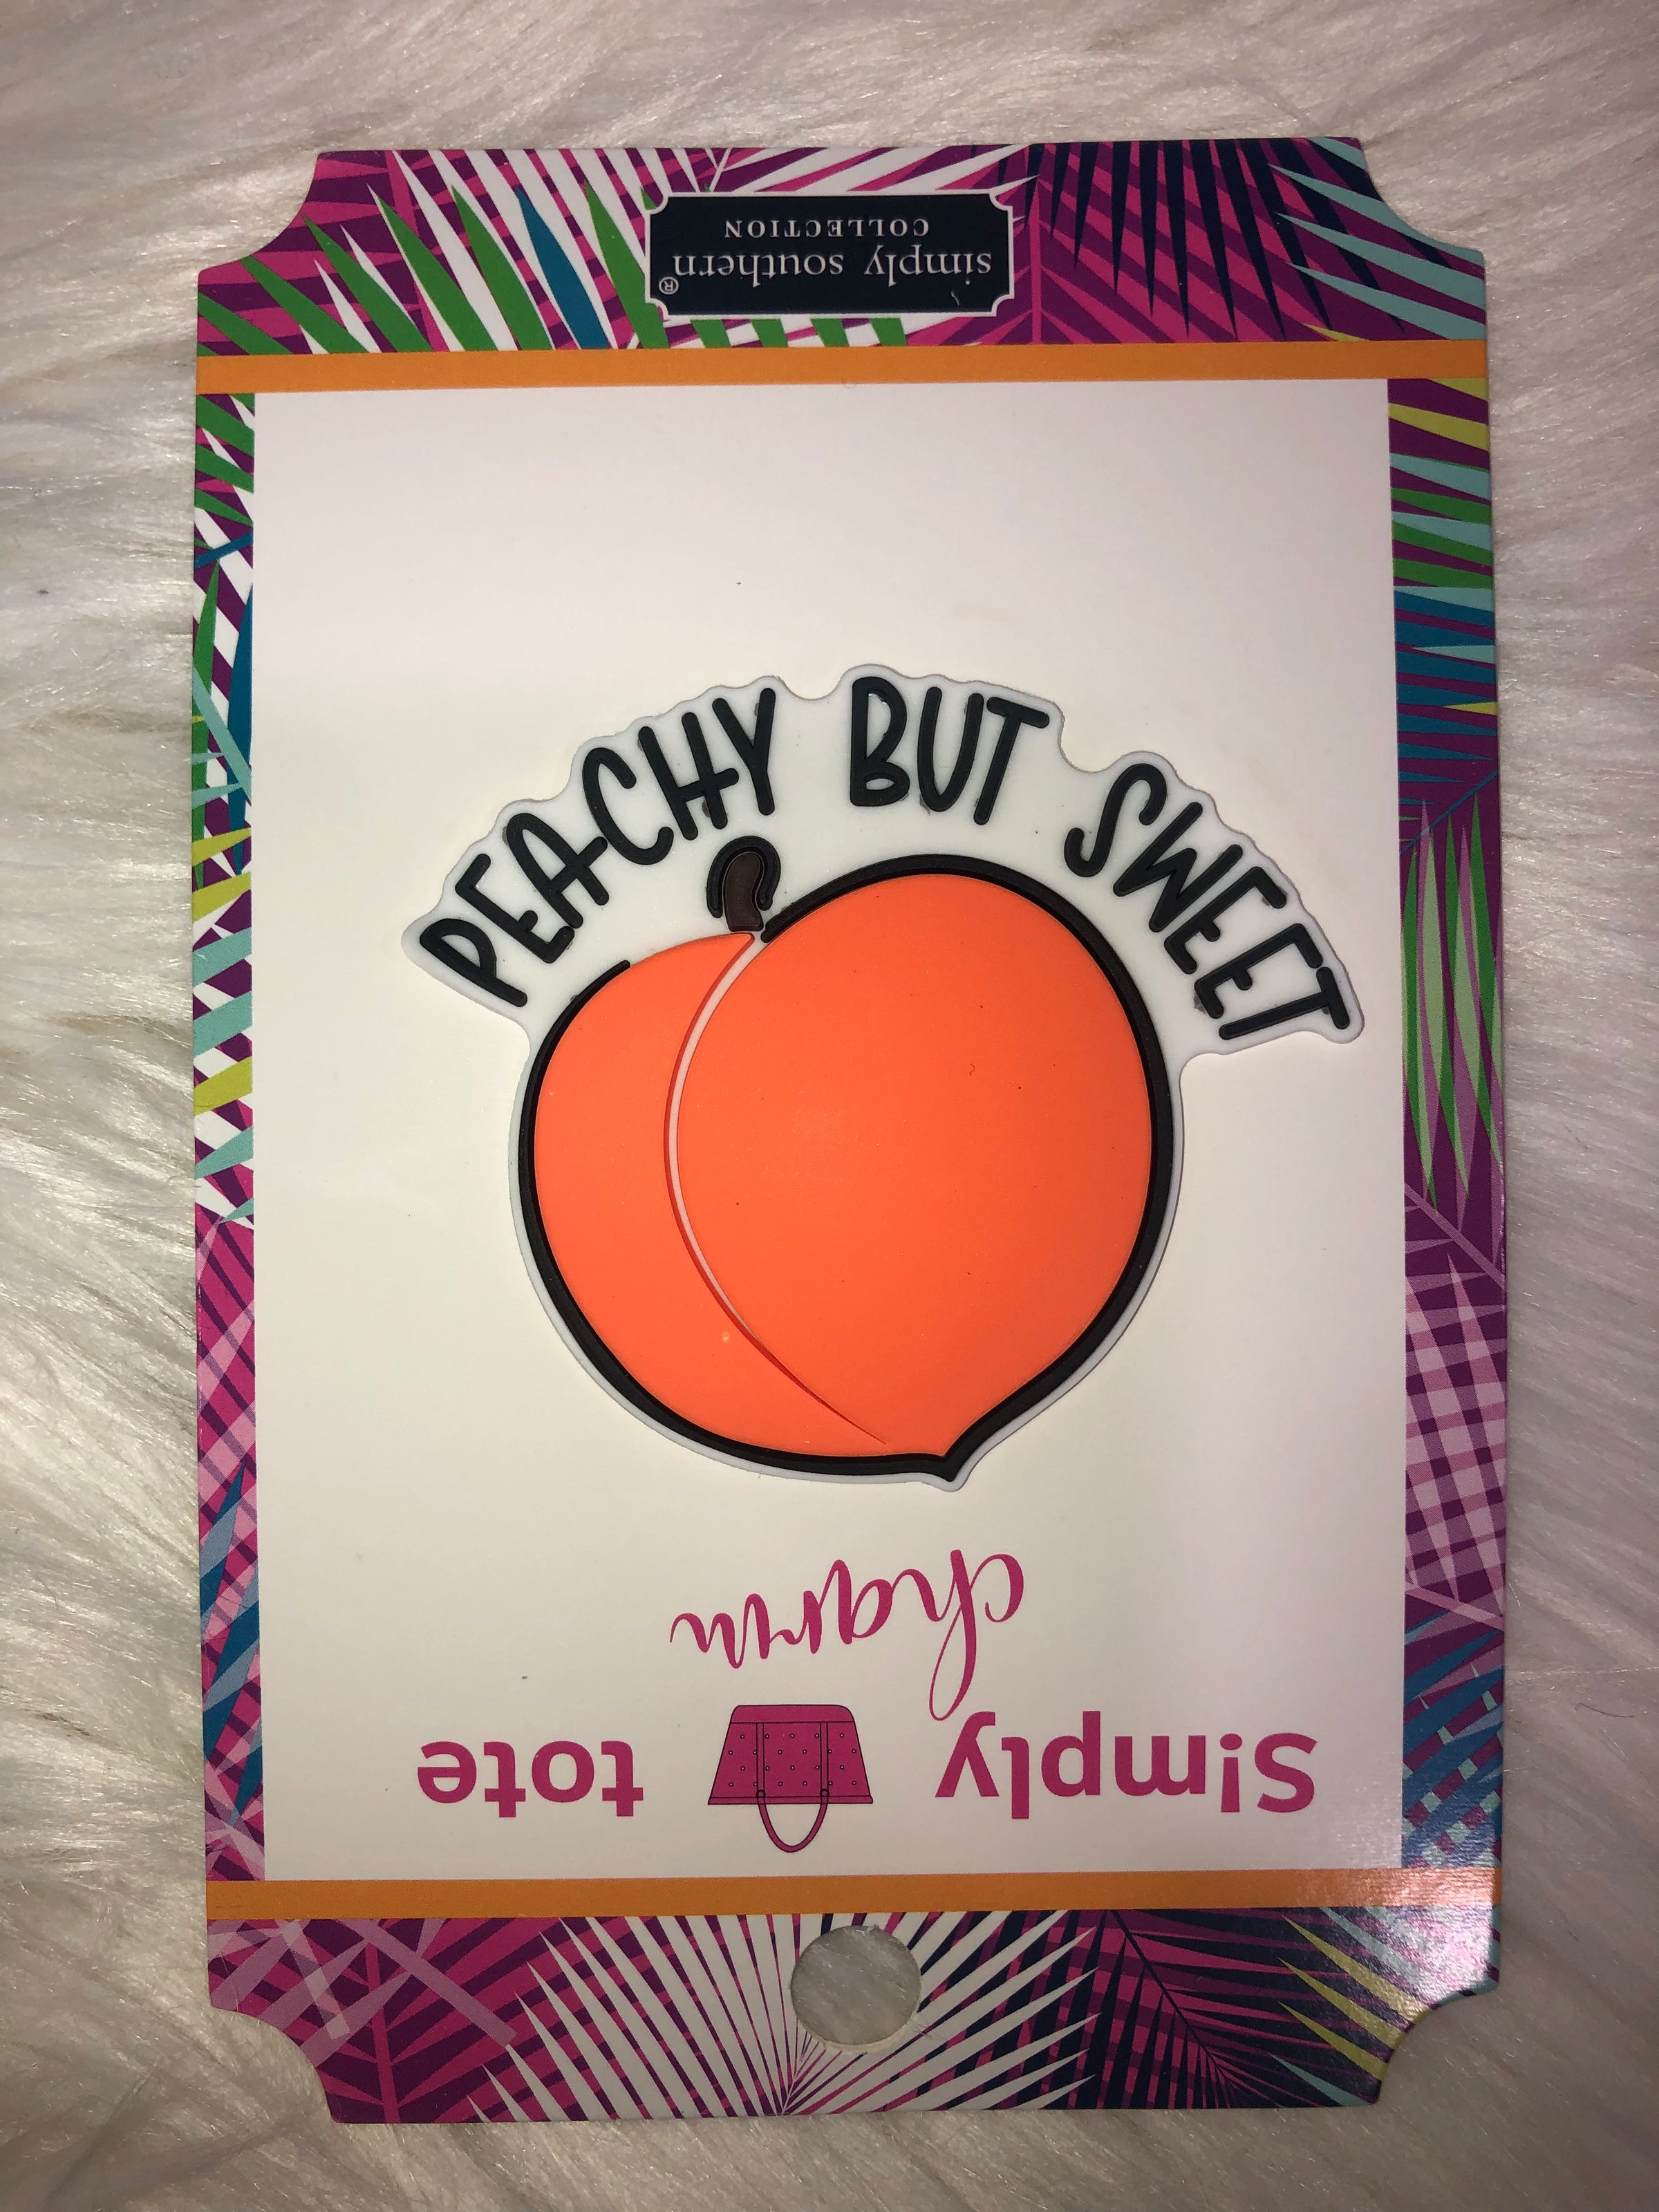 PEACHY BUT SWEET
Simply tote
charm
simply southern®
COLLECTION